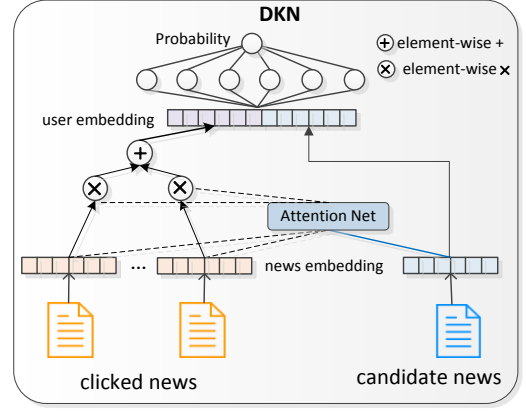 DKN
Probability
element-wise +
element-wise ×
user embedding
+
× ×
Attention Net
... news embedding
clicked news candidate news